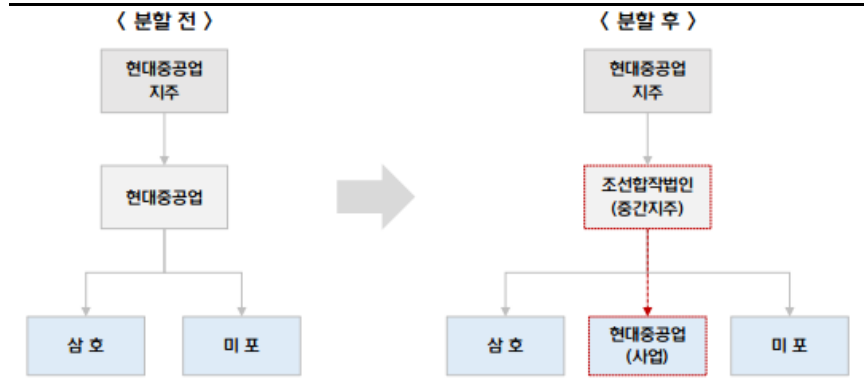 < 분할 전 >
현대중공업
지주
현대중공업
삼 호
미 포
< 분할 후 >
현대중공업
지주
조선합작법인
(중간지주)
삼 호
현대중공업
(사업)
미 포